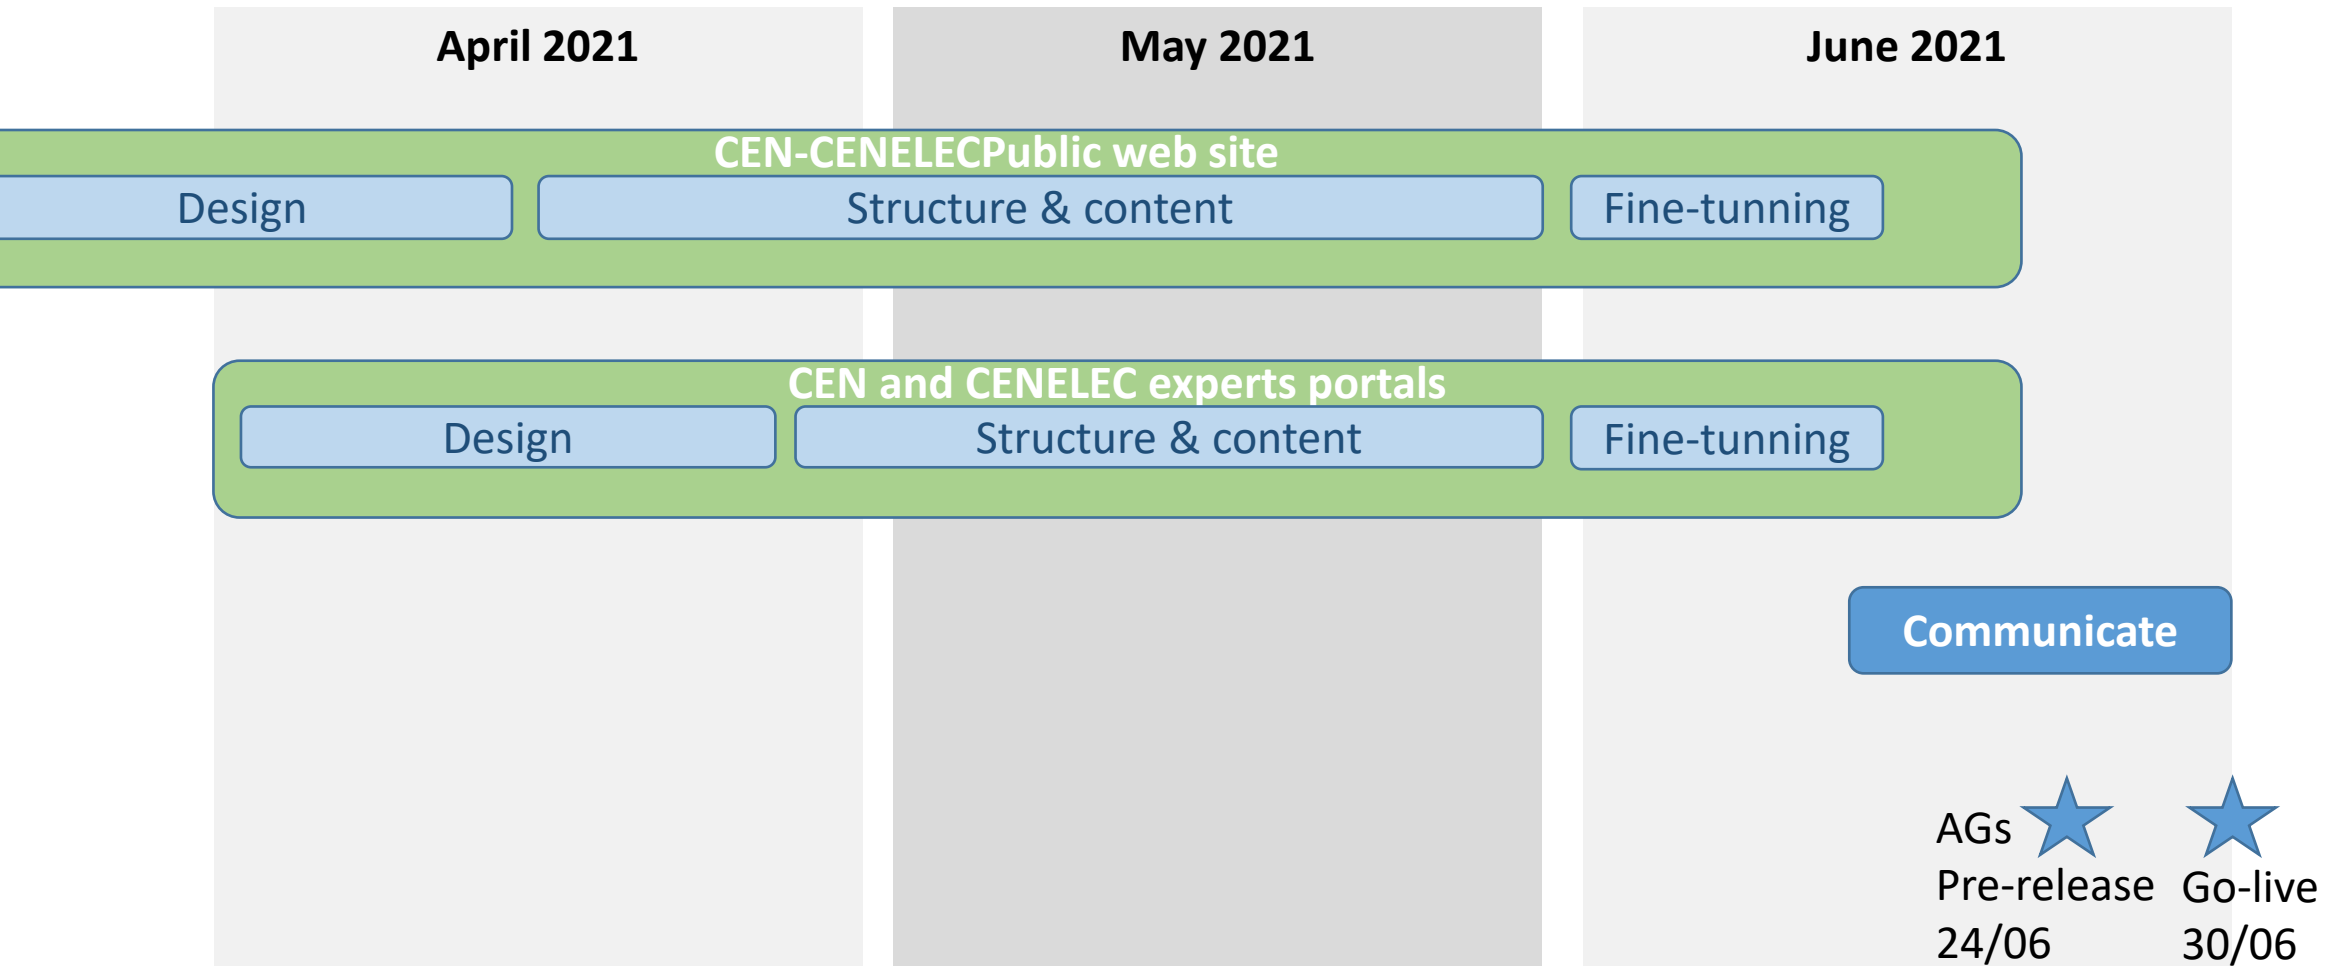 April 2021
May 2021
June 2021
CEN-CENELECPublic web site
Design
Structure & content
Fine-tunning
CEN and CENELEC experts portals
Design
Structure & content
Fine-tunning
Communicate
AGs
Pre-release
24/06
Go-live
30/06